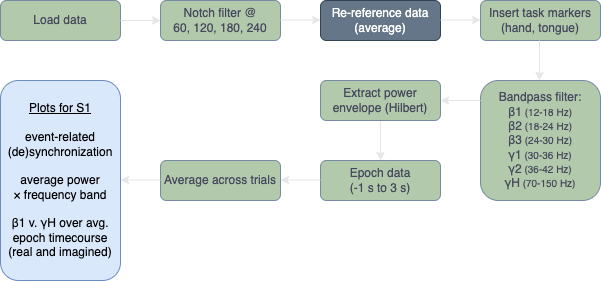 Load data
Notch filter @
60, 120, 180, 240
Re-reference data
(average)
Insert task markers
(hand, tongue)
Bandpass filter:
β1 (12-18 Hz)
β2 (18-24 Hz)
β3 (24-30 Hz)
γ1 (30-36 Hz)
γ2 (36-42 Hz)
γH (70-150 Hz)
Extract power
envelope (Hilbert)
Epoch data
(-1 s to 3 s)
Average across trials
Plots for S1
event-related
(de)synchronization
average power
× frequency band
β1 v. γH over avg.
epoch timecourse
(real and imagined)